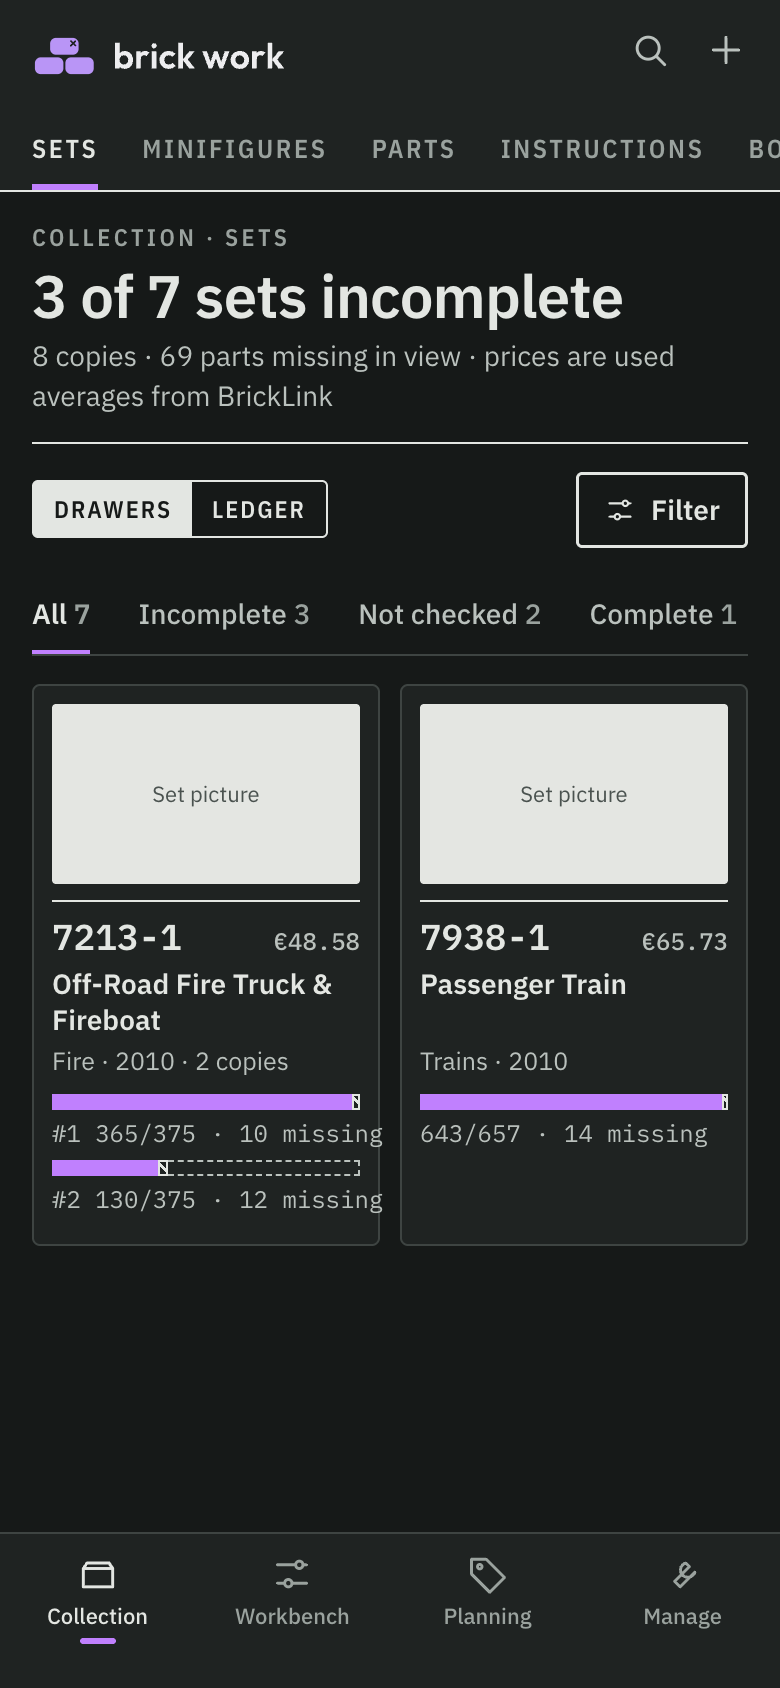 brick work
SETS MINIFIGURES PARTS INSTRUCTIONS BO
COLLECTION · SETS
3 of 7 sets incomplete
8 copies · 69 parts missing in view · prices are used
averages from BrickLink
DRAWERS LEDGER
Filter
All 7 Incomplete 3 Not checked 2 Complete 1
Set picture
7213-1 €48.58
Off-Road Fire Truck &
Fireboat
Fire · 2010 · 2 copies
#1 365/375 · 10 missing
#2 130/375 · 12 missing
Set picture
7938-1 €65.73
Passenger Train
Trains · 2010
643/657 · 14 missing
Collection Workbench Planning Manage